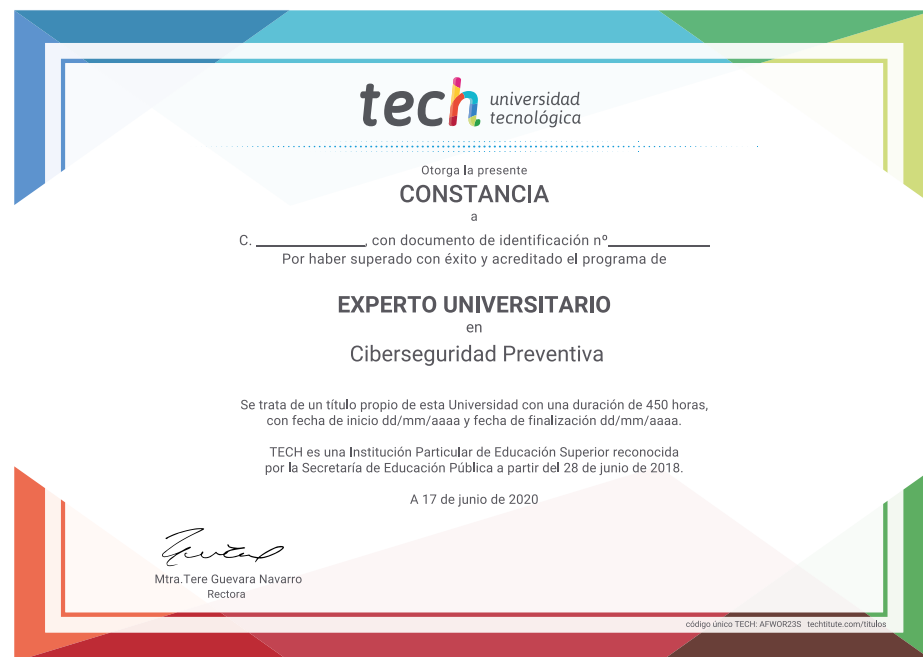 tech universidad
tecnológica
Otorga la presente
CONSTANCIA
a
C. ______________, con documento de identificación nº_____________
Por haber superado con éxito y acreditado el programa de
EXPERTO UNIVERSITARIO
en
Ciberseguridad Preventiva
Se trata de un título propio de esta Universidad con una duración de 450 horas,
con fecha de inicio dd/mm/aaaa y fecha de finalización dd/mm/aaaa.
TECH es una Institución Particular de Educación Superior reconocida
por la Secretaría de Educación Pública a partir del 28 de junio de 2018.
A 17 de junio de 2020
Mtra.Tere Guevara Navarro
Rectora
código único TECH: AFWOR23S techtitute.com/titulos